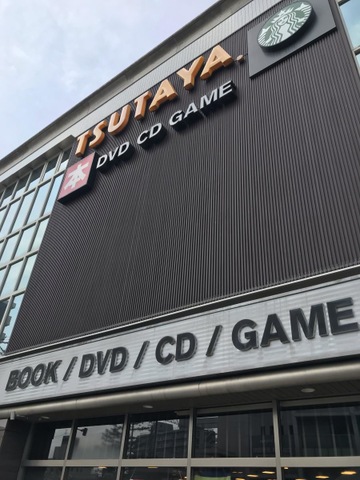 TSUTAYA.
本 DVD CD GAME
BOOK / DVD / CD / GAME